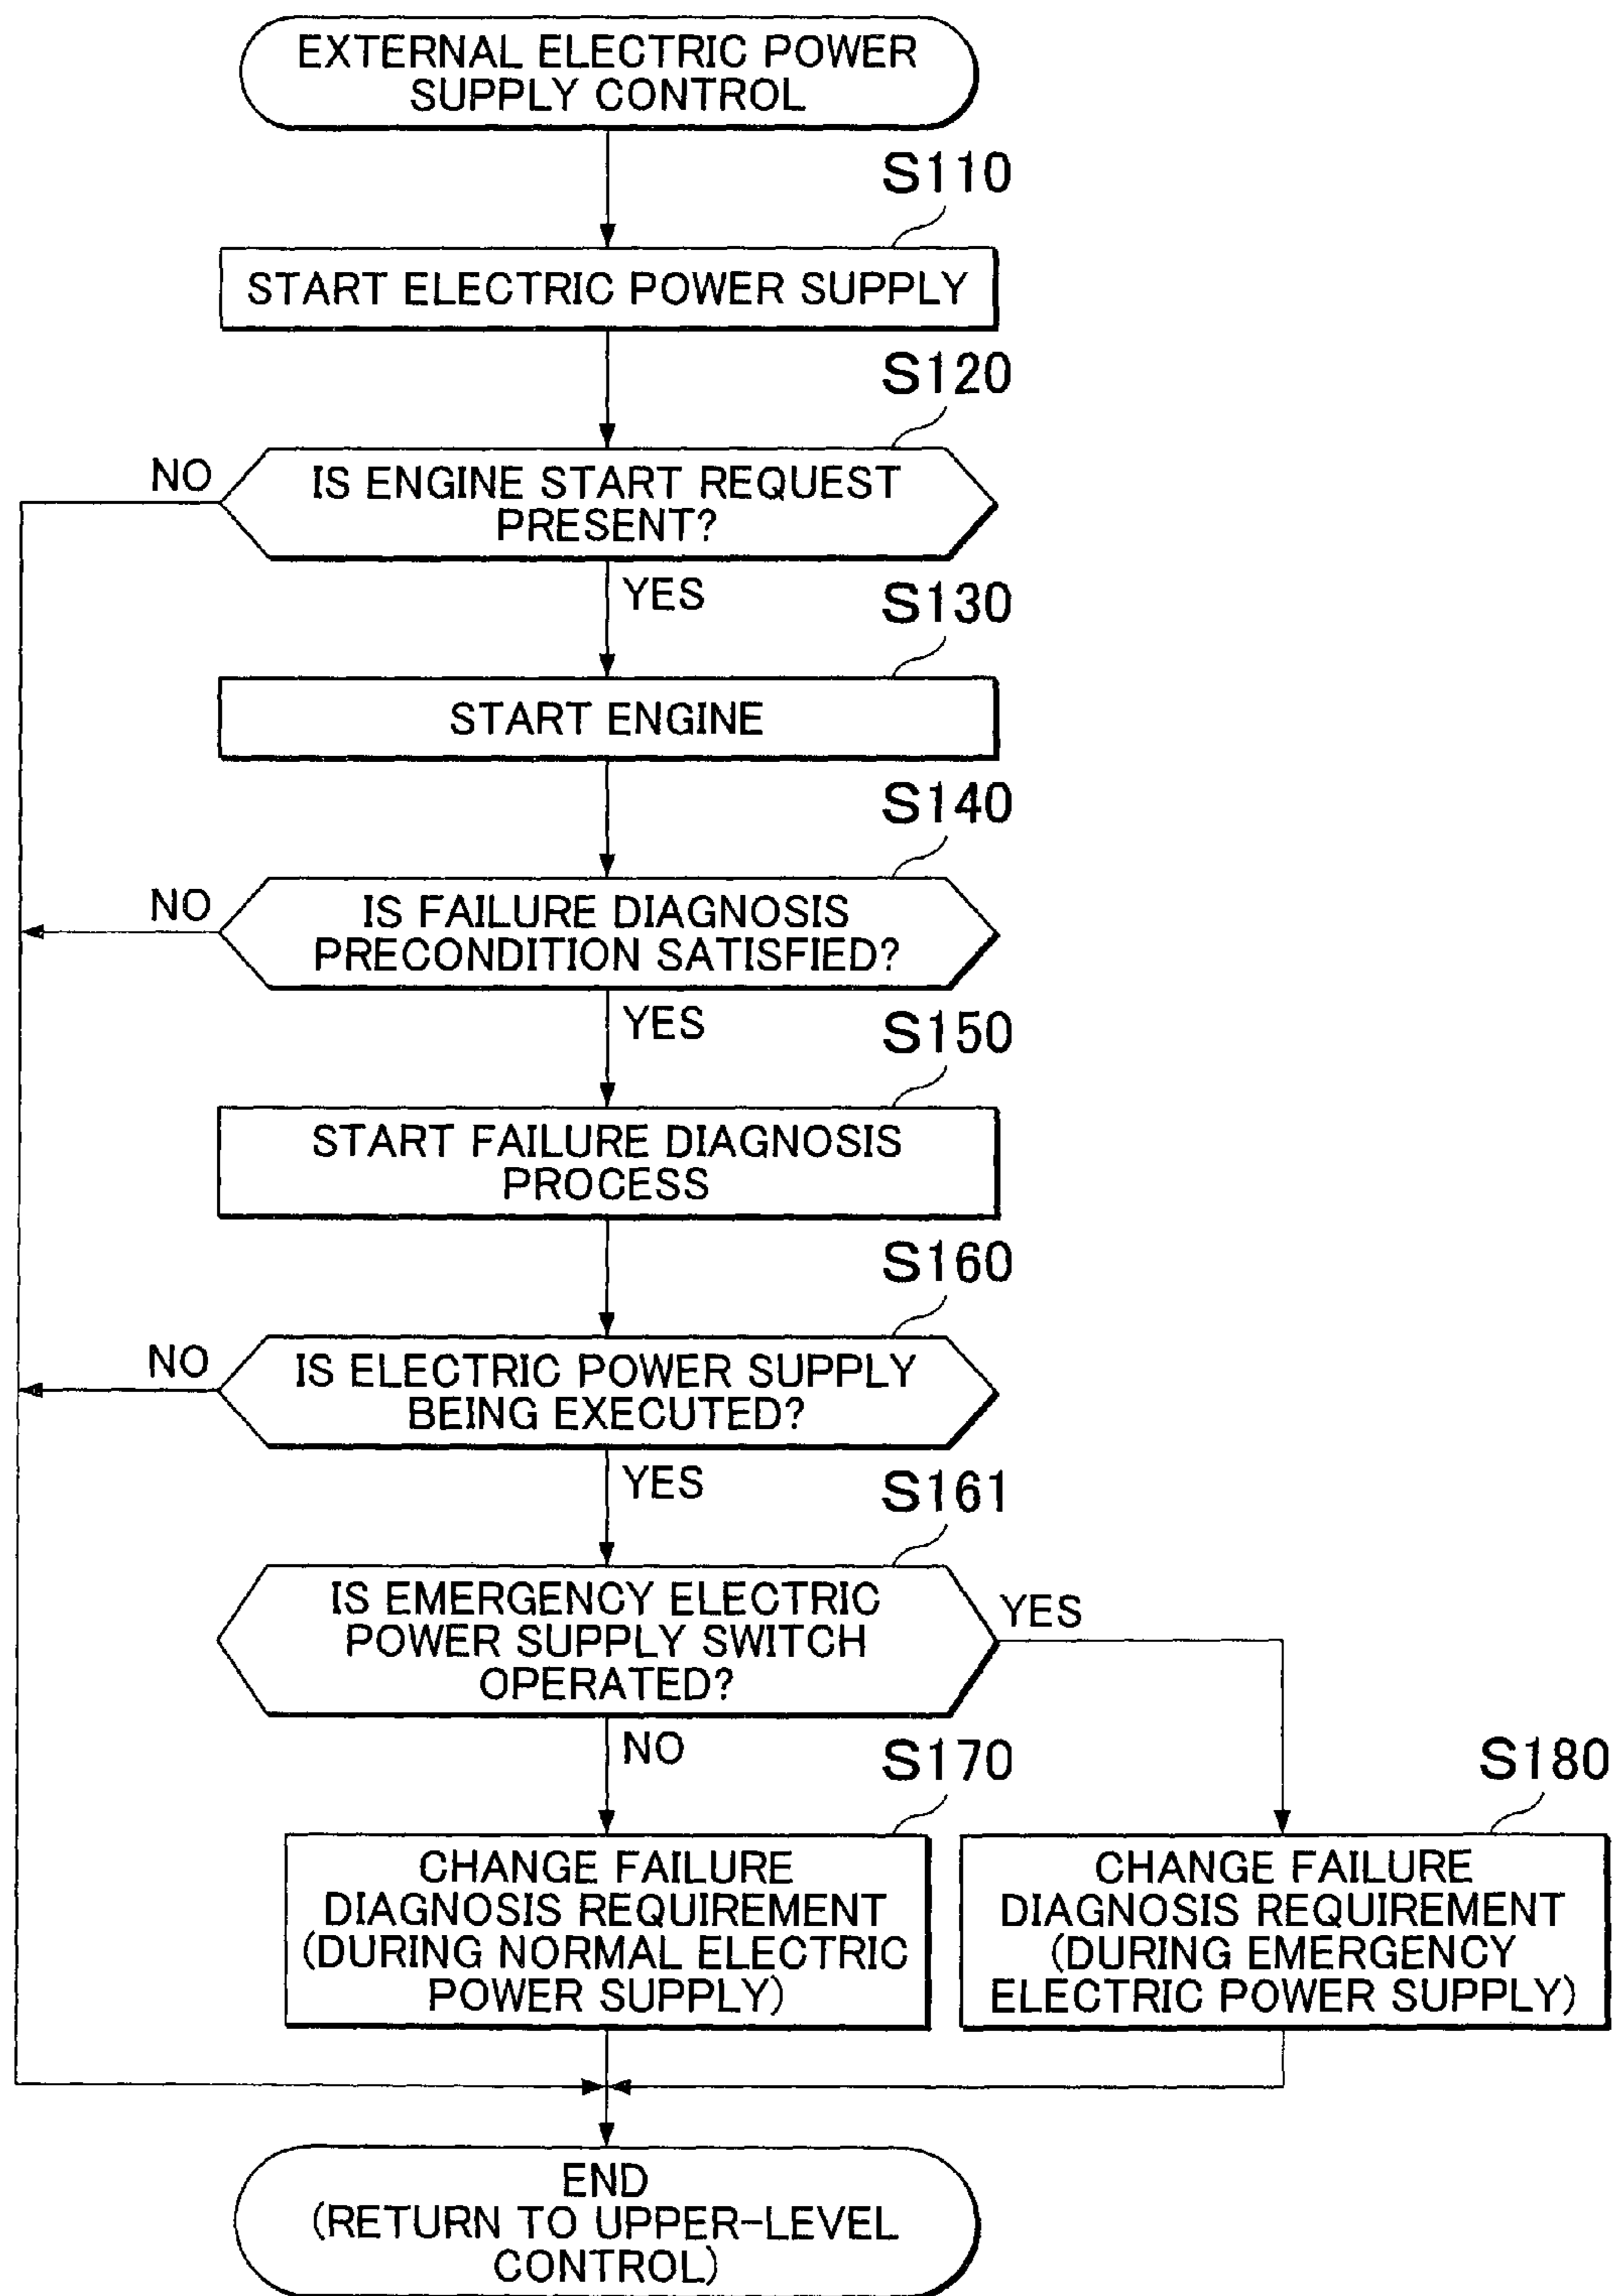 EXTERNAL ELECTRIC POWER
SUPPLY CONTROL
S110
START ELECTRIC POWER SUPPLY
S120
NO
IS ENGINE START REQUEST
PRESENT?
YES
S130
START ENGINE
S140
NO
IS FAILURE DIAGNOSIS
PRECONDITION SATISFIED?
YES
S150
START FAILURE DIAGNOSIS
PROCESS
S160
NO
IS ELECTRIC POWER SUPPLY
BEING EXECUTED?
YES
S161
IS EMERGENCY ELECTRIC
POWER SUPPLY SWITCH
OPERATED?
YES
NO
S170
CHANGE FAILURE
DIAGNOSIS REQUIREMENT
(DURING NORMAL ELECTRIC
POWER SUPPLY)
S180
CHANGE FAILURE
DIAGNOSIS REQUIREMENT
(DURING EMERGENCY
ELECTRIC POWER SUPPLY)
END
(RETURN TO UPPER-LEVEL
CONTROL)